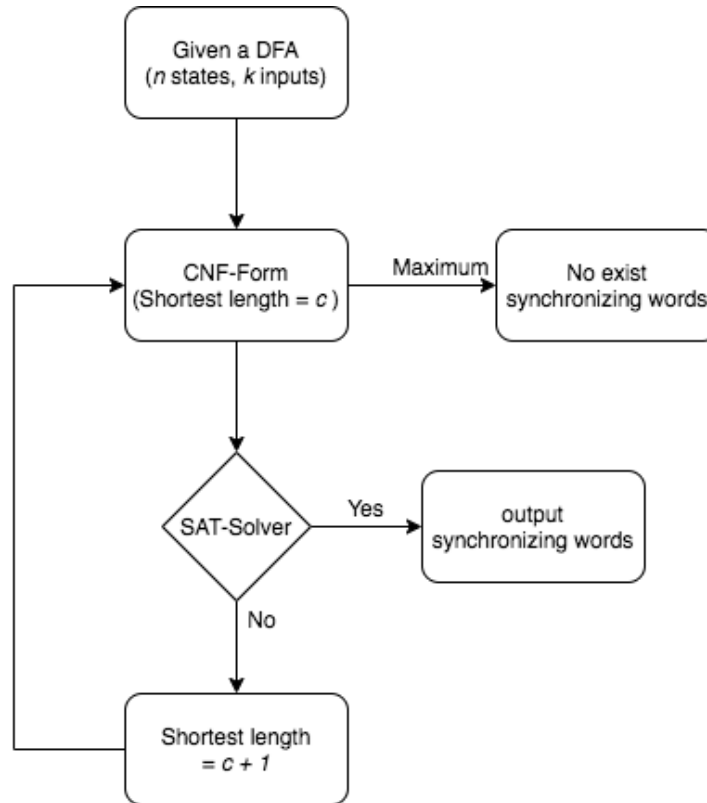 Given a DFA
(n states, k inputs)
CNF-Form
(Shortest length = c )
Maximum
No exist
synchronizing words
SAT-Solver
Yes
output
synchronizing words
No
Shortest length
= c + 1